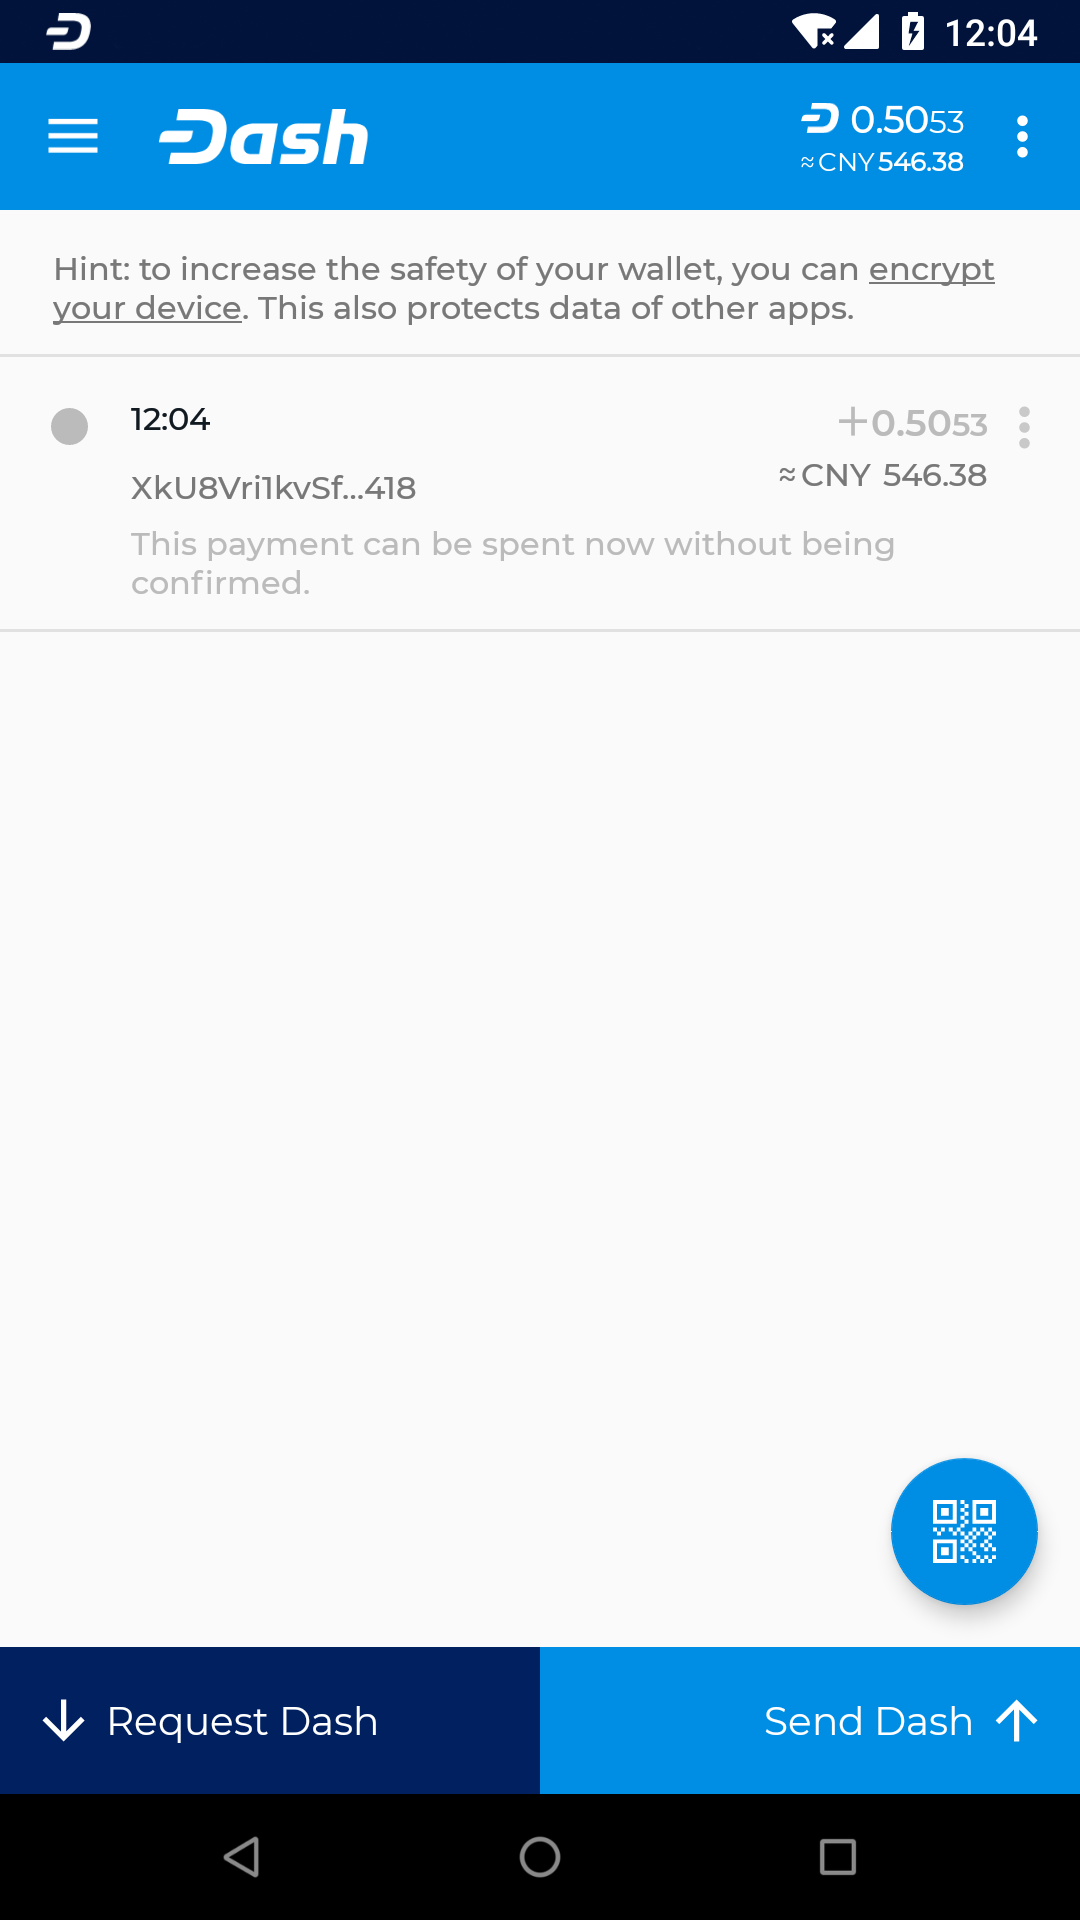 12:04
Dash
0.5053
≈ CNY 546.38
Hint: to increase the safety of your wallet, you can encrypt
your device. This also protects data of other apps.
12:04
+0.5053
XkU8Vri1kvSf...418
≈ CNY 546.38
This payment can be spent now without being
confirmed.
Request Dash
Send Dash